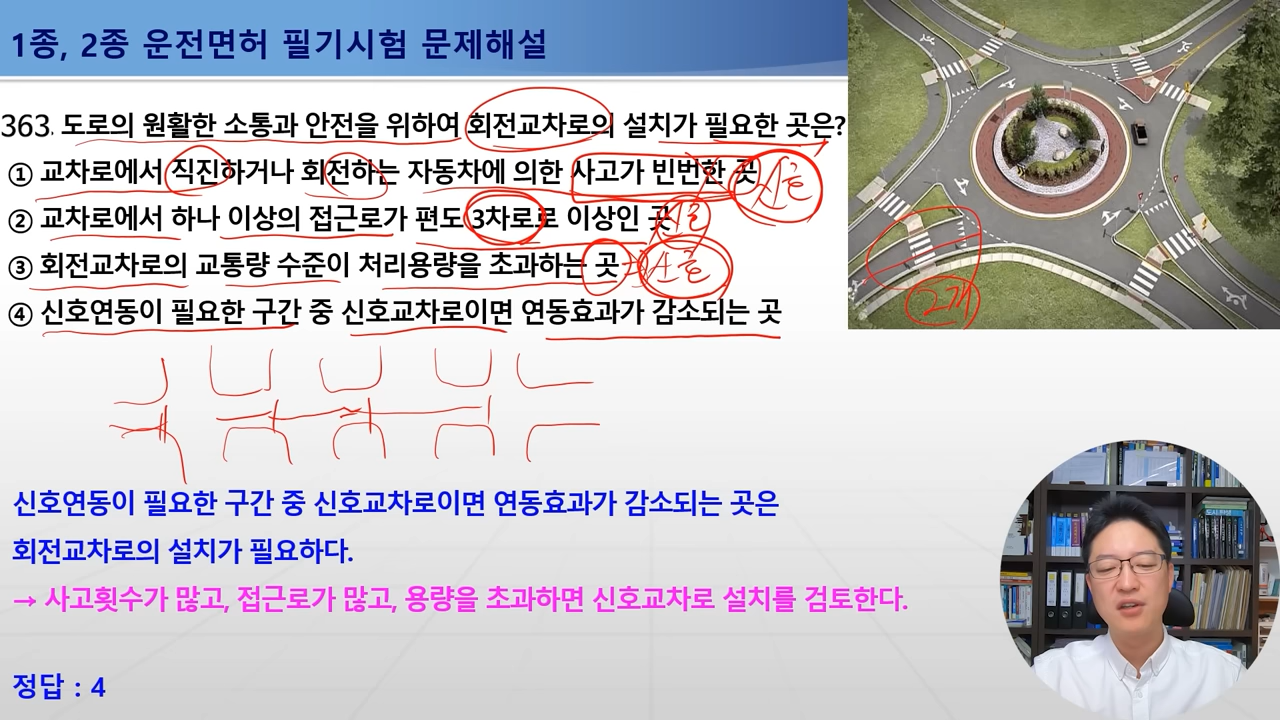 1종, 2종 운전면허 필기시험 문제해설
363. 도로의 원활한 소통과 안전을 위하여 회전교차로의 설치가 필요한 곳은?
① 교차로에서 직진하거나 회전하는 자동차에 의한 사고가 빈번한 곳
신호
② 교차로에서 하나 이상의 접근로가 편도 3차로로 이상인 곳
③ 회전교차로의 교통량 수준이 처리용량을 초과하는 곳
신호
④ 신호연동이 필요한 구간 중 신호교차로이면 연동효과가 감소되는 곳
2개
신호연동이 필요한 구간 중 신호교차로이면 연동효과가 감소되는 곳은
회전교차로의 설치가 필요하다.
→ 사고횟수가 많고, 접근로가 많고, 용량을 초과하면 신호교차로 설치를 검토한다.
정답 : 4